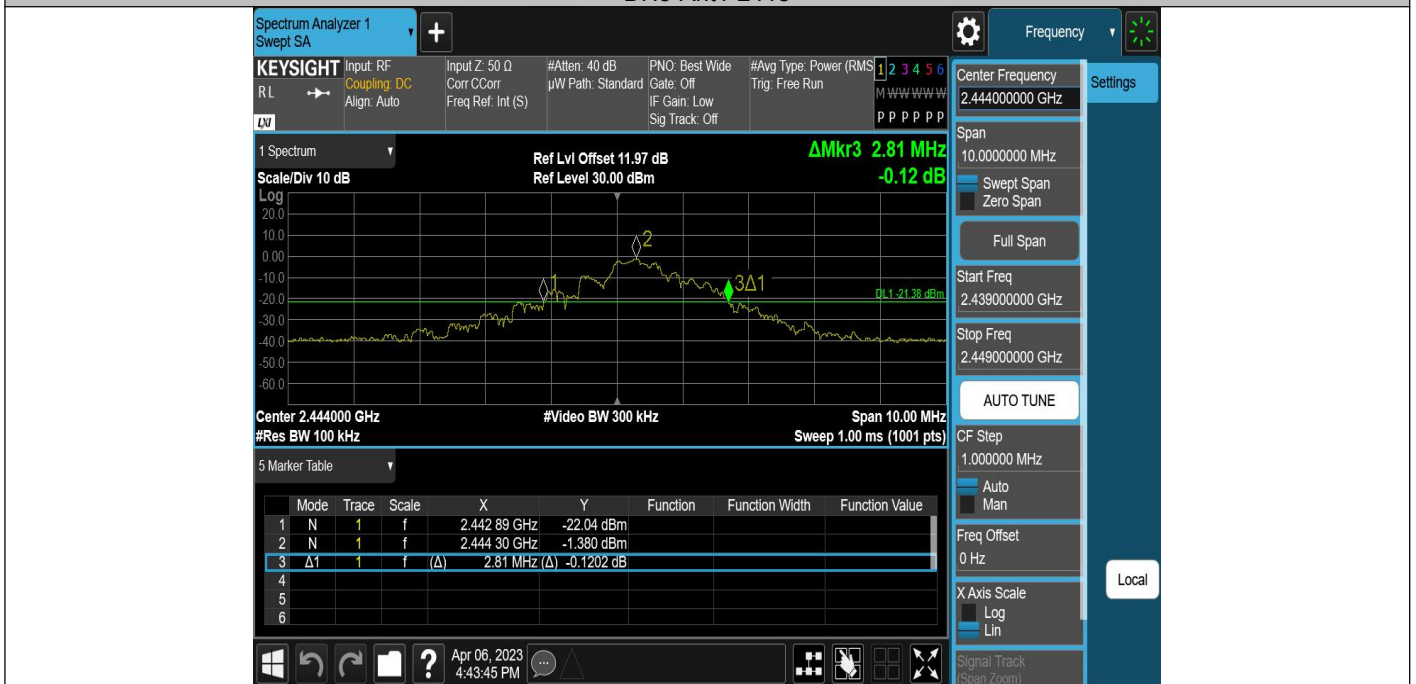 Spectrum Analyzer 1
Swept SA
+
Frequency
KEYSIGHT
RL
LXI
Input: RF
Coupling: DC
Align: Auto
Input Z: 50 Ω
Corr CCorr
Freq Ref: Int (S)
#Atten: 40 dB
µW Path: Standard
PNO: Best Wide
Gate: Off
IF Gain: Low
Sig Track: Off
#Avg Type: Power (RMS
Trig: Free Run
1 2 3 4 5 6
M W W W W W
P P P P P P
1 Spectrum
Scale/Div 10 dB
Ref Lvl Offset 11.97 dB
Ref Level 30.00 dBm
ΔMkr3 2.81 MHz
-0.12 dB
Log
20.0
10.0
0.00
-10.0
-20.0
-30.0
-40.0
-50.0
-60.0
1
2
3Δ1
DL1 -21.38 dBm
Center 2.444000 GHz
#Video BW 300 kHz
Span 10.00 MHz
#Res BW 100 kHz
Sweep 1.00 ms (1001 pts)
5 Marker Table
Mode Trace Scale X Y Function Function Width Function Value
1 N 1 f 2.442 89 GHz -22.04 dBm
2 N 1 f 2.444 30 GHz -1.380 dBm
3 Δ1 1 f (Δ) 2.81 MHz (Δ) -0.1202 dB
4
5
6
Center Frequency
2.444000000 GHz
Span
10.0000000 MHz
Swept Span
Zero Span
Full Span
Start Freq
2.439000000 GHz
Stop Freq
2.449000000 GHz
AUTO TUNE
CF Step
1.000000 MHz
Auto
Man
Freq Offset
0 Hz
X Axis Scale
Log
Lin
Signal Track
(Span Zoom)
Settings
Local
?
Apr 06, 2023
4:43:45 PM